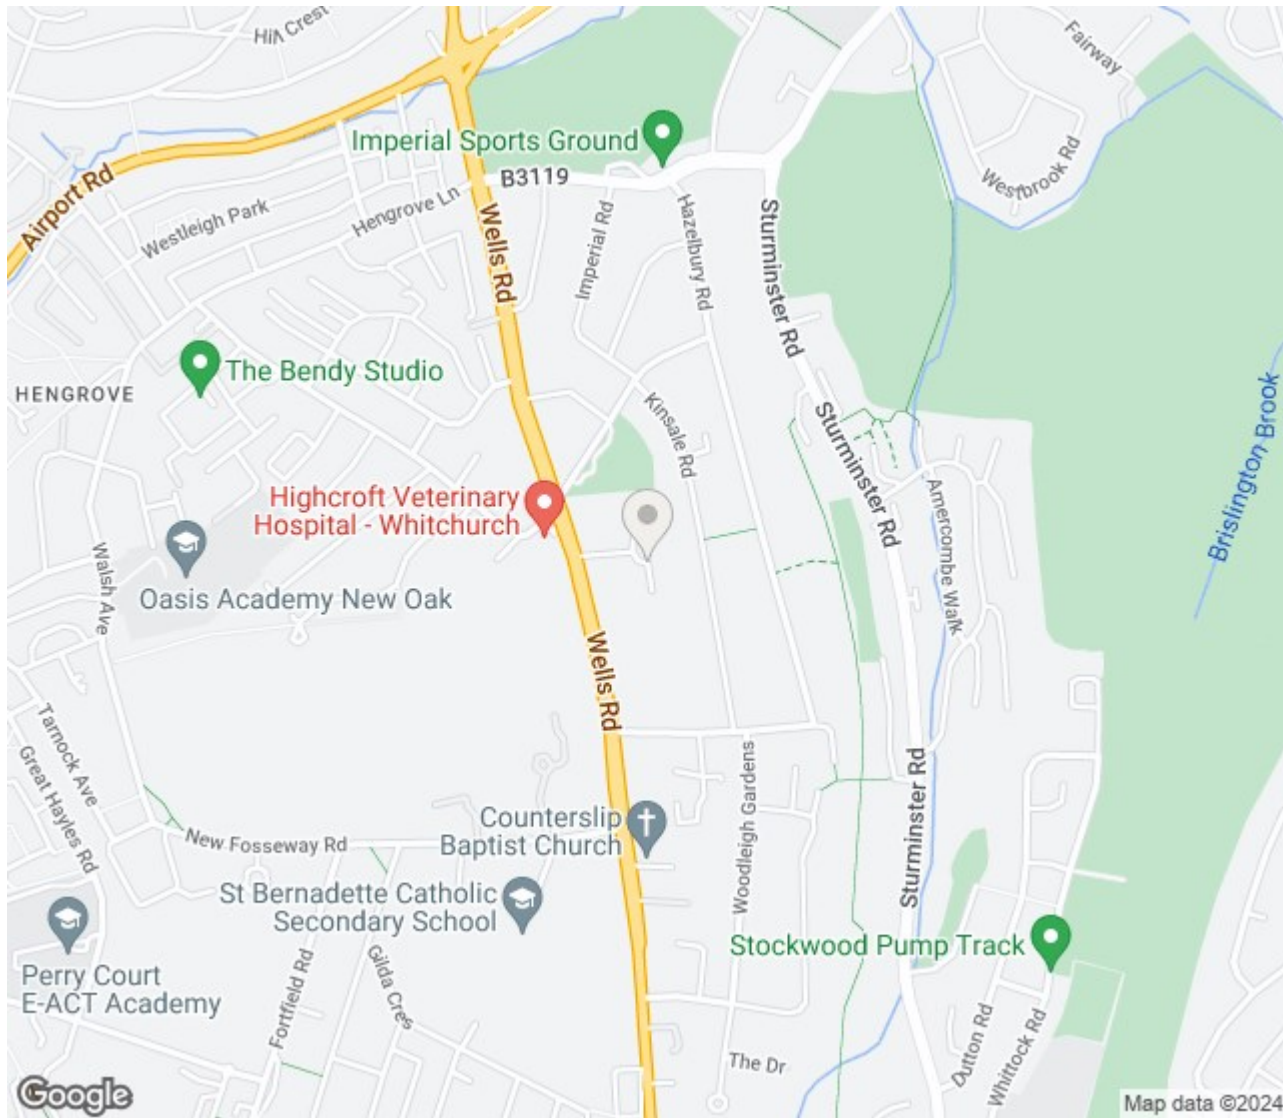 Hill Crest
Fairway
Imperial Sports Ground
Airport Rd
Westleigh Park
Hengrove Ln
B3119
Westbrook Rd
Wells Rd
Imperial Rd
Hazelbury Rd
Sturminster Rd
The Bendy Studio
HENGROVE
Kinsale Rd
Sturminster Rd
Brislington Brook
Highcroft Veterinary
Hospital - Whitchurch
Amercombe Walk
Walsh Ave
Oasis Academy New Oak
Wells Rd
Tarnock Ave
Great Hayles Rd
Sturminster Rd
Woodleigh Gardens
Counterslip
Baptist Church
New Fosseway Rd
St Bernadette Catholic
Secondary School
Stockwood Pump Track
Perry Court
E-ACT Academy
Fortfield Rd
Gilda Cres
Dutton Rd
Whittock Rd
The Dr
Google
Map data ©2024